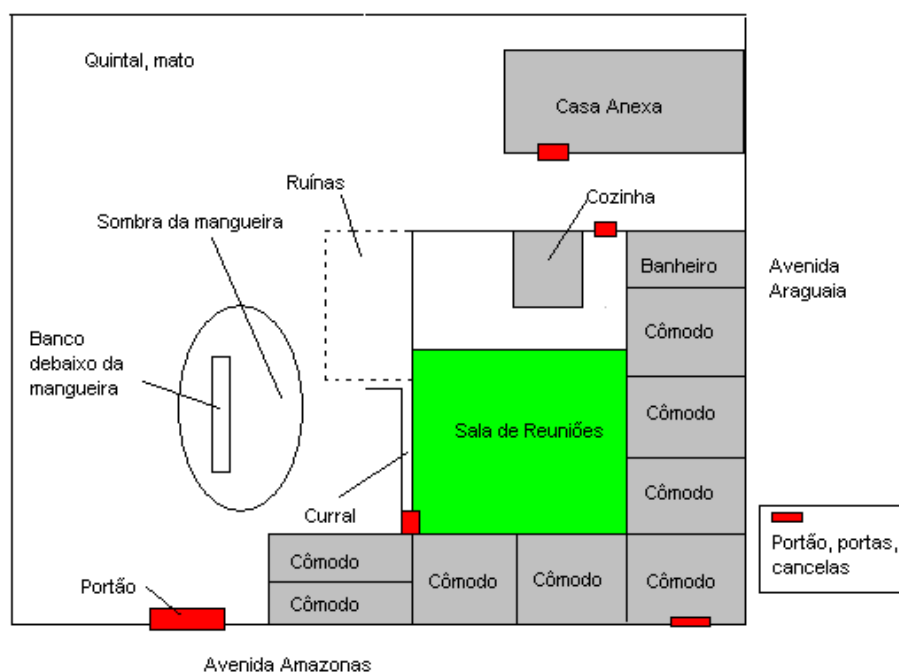 Quintal, mato
Casa Anexa
Ruínas
Cozinha
Sombra da mangueira
Banheiro
Avenida
Araguaia
Cômodo
Banco
debaixo da
mangueira
Cômodo
Sala de Reuniões
Cômodo
Curral
Portão, portas,
cancelas
Cômodo
Cômodo
Cômodo
Cômodo
Portão
Cômodo
Avenida Amazonas